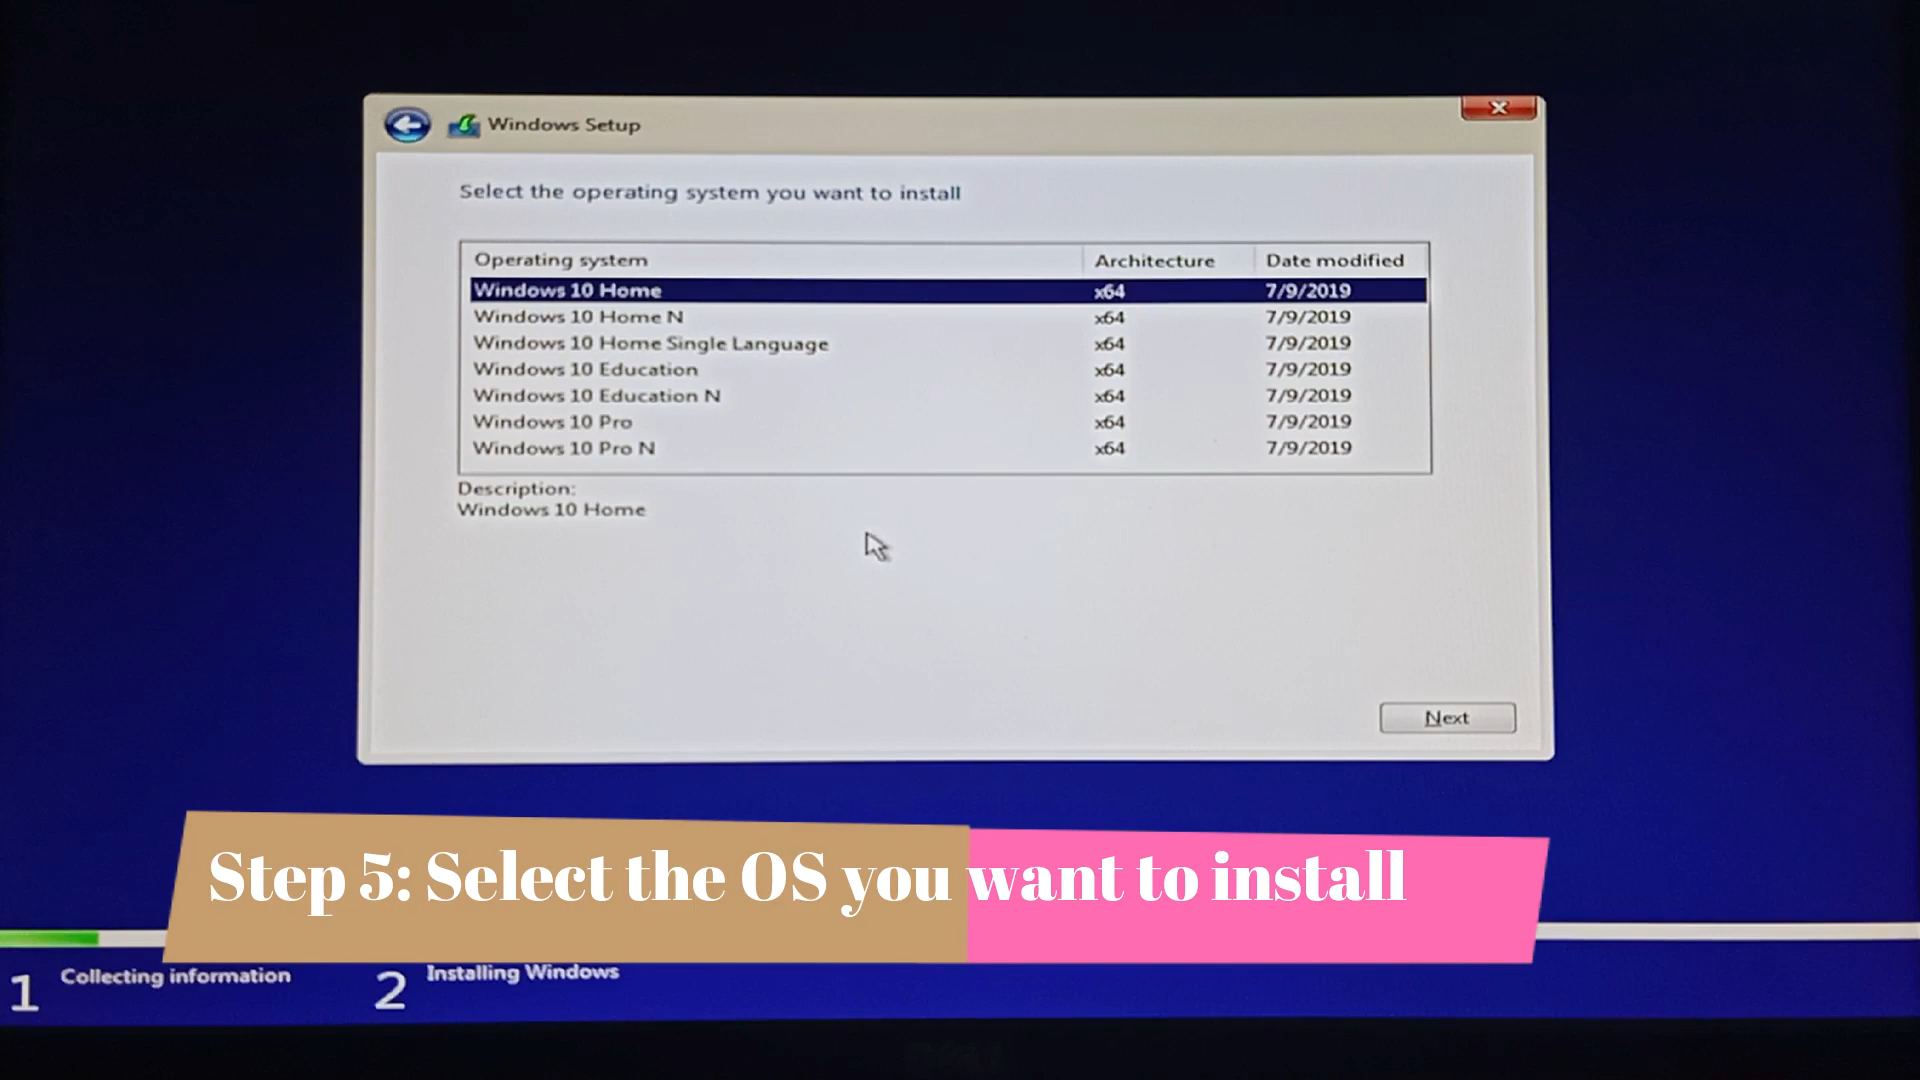 Windows Setup
Select the operating system you want to install
Operating system Architecture Date modified
Windows 10 Home x64 7/9/2019
Windows 10 Home N x64 7/9/2019
Windows 10 Home Single Language x64 7/9/2019
Windows 10 Education x64 7/9/2019
Windows 10 Education N x64 7/9/2019
Windows 10 Pro x64 7/9/2019
Windows 10 Pro N x64 7/9/2019
Description:
Windows 10 Home
Next
Step 5: Select the OS you want to install
1 Collecting information 2 Installing Windows